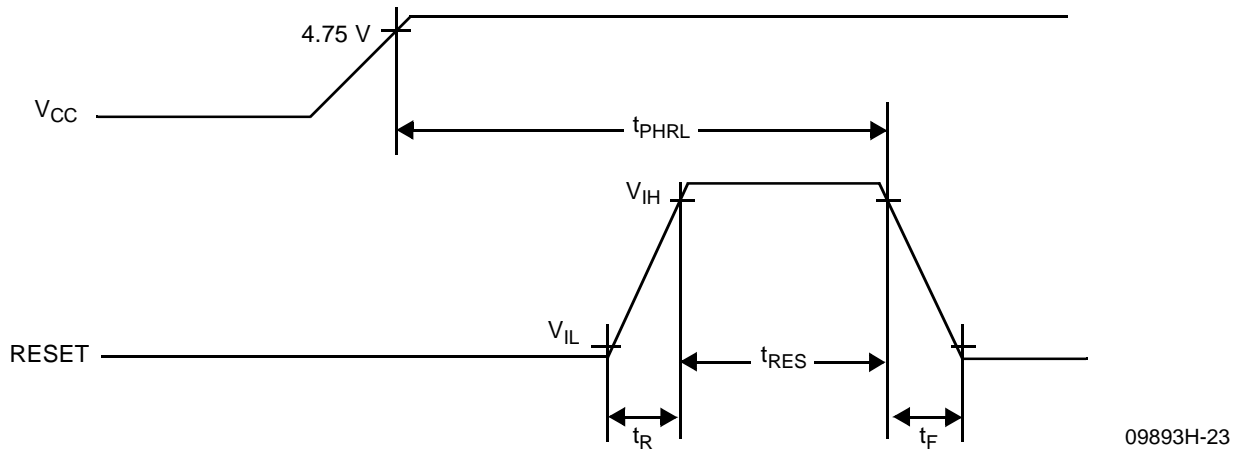 4.75 V
VCC
tPHRL
VIH
VIL
RESET
tRES
tR
tF
09893H-23